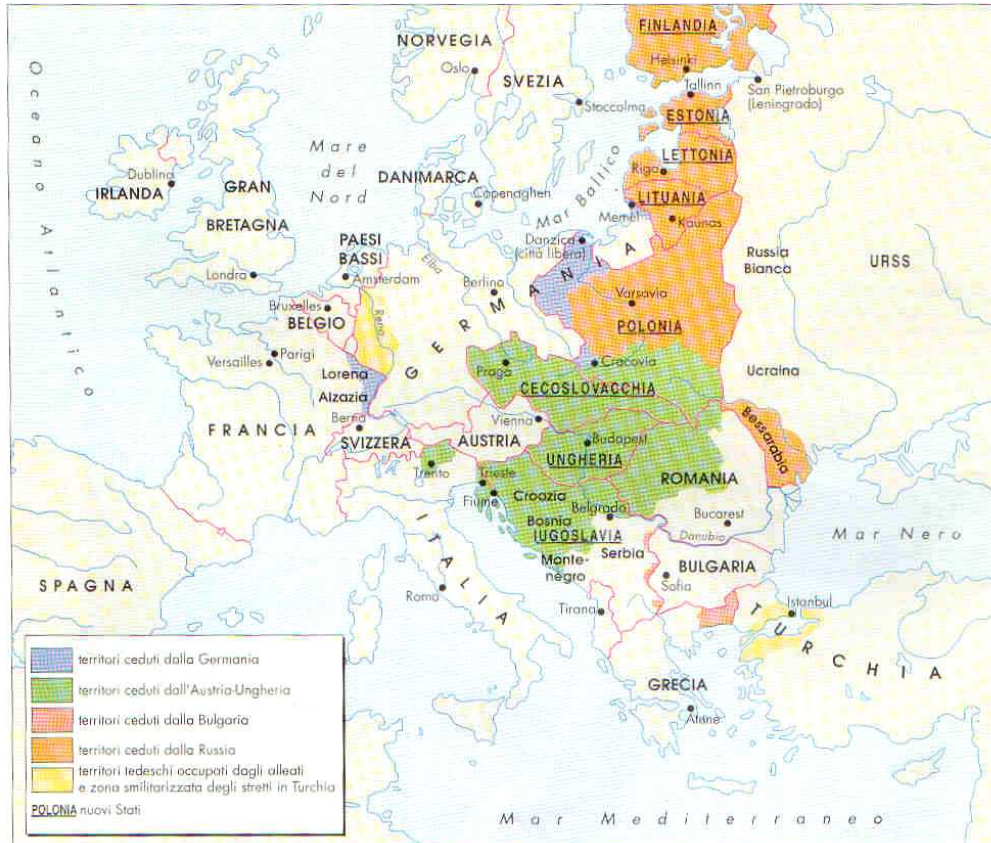 FINLANDIA
NORVEGIA
Oslo
SVEZIA
Helsinki
Tallinn
San Pietroburgo
(Leningrado)
Stoccolma
ESTONIA
Oceano Atlantico
Mare
del
Nord
Mar Baltico
LETTONIA
Riga
Dublino
IRLANDA
GRAN
BRETAGNA
DANIMARCA
Copenaghen
LITUANIA
Memel
Kaunas
PAESI
BASSI
Danzica
(città libera)
Russia
Bianca
URSS
Londra
Amsterdam
Elba
Berlino
GERMANIA
Varsavia
POLONIA
Bruxelles
BELGIO
Reno
Parigi
Versailles
Lorena
Alzazia
Praga
Cracovia
CECOSLOVACCHIA
Ucraina
Berna
FRANCIA
SVIZZERA
Vienna
AUSTRIA
Budapest
UNGHERIA
Bessarabia
Trento
Trieste
Fiume
Croazia
ROMANIA
Belgrado
Bosnia
IUGOSLAVIA
Bucarest
Danubio
Mar Nero
Serbia
Monte-
negro
BULGARIA
Sofia
SPAGNA
ITALIA
Roma
Tirana
Istanbul
TURCHIA
GRECIA
Atene
Mar Mediterraneo
territori ceduti dalla Germania
territori ceduti dall'Austria-Ungheria
territori ceduti dalla Bulgaria
territori ceduti dalla Russia
territori tedeschi occupati dagli alleati
e zona smilitarizzata degli stretti in Turchia
POLONIA nuovi Stati